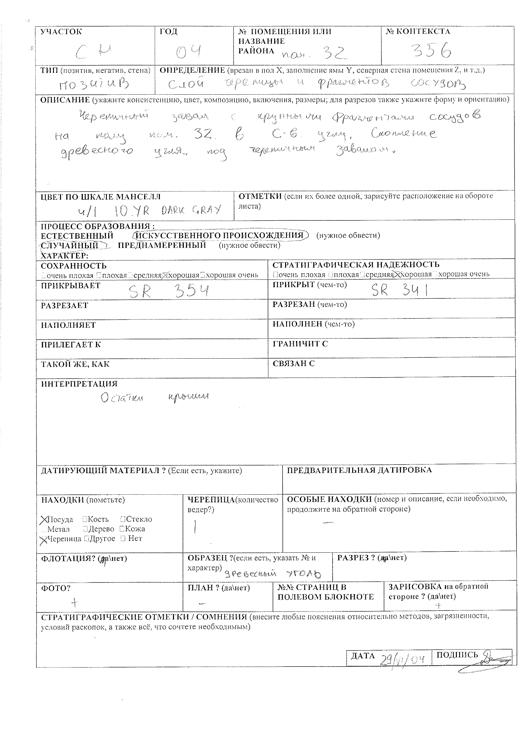 УЧАСТОК ГОД № ПОМЕЩЕНИЯ ИЛИ НАЗВАНИЕ РАЙОНА № КОНТЕКСТА
СН 04 пом. 32 356
ТИП (позитив, негатив, стена) ОПРЕДЕЛЕНИЕ (врезан в пол X, заполнение ямы Y, северная стена помещения Z, и т.д.)
ПОЗИТИВ СЛОЙ черепицы и фрагментов сосудов
ОПИСАНИЕ (укажите консистенцию, цвет, композицию, включения, размеры; для разрезов также укажите форму и ориентацию)
Черепичный завал с крупными фрагментами сосудов
на полу пом. 32 в С-В углу. Скопление
древесного угля под черепичным завалом.
ЦВЕТ ПО ШКАЛЕ МАНСЕЛЛ ОТМЕТКИ (если их более одной, зарисуйте расположение на обороте листа)
4/1 10 YR DARK GRAY
ПРОЦЕСС ОБРАЗОВАНИЯ :
ЕСТЕСТВЕННЫЙ ИСКУССТВЕННОГО ПРОИСХОЖДЕНИЯ (нужное обвести)
СЛУЧАЙНЫЙ ПРЕДНАМЕРЕННЫЙ (нужное обвести)
ХАРАКТЕР:
СОХРАННОСТЬ СТРАТИГРАФИЧЕСКАЯ НАДЕЖНОСТЬ
очень плохая плохая средняя хорошая хорошая очень очень плохая плохая средняя хорошая хорошая очень
ПРИКРЫВАЕТ SR 354 ПРИКРЫТ (чем-то) SR 341
РАЗРЕЗАЕТ РАЗРЕЗАН (чем-то)
НАПОЛНЯЕТ НАПОЛНЕН (чем-то)
ПРИЛЕГАЕТ К ГРАНИЧИТ С
ТАКОЙ ЖЕ, КАК СВЯЗАН С
ИНТЕРПРЕТАЦИЯ
Остатки крыши
ДАТИРУЮЩИЙ МАТЕРИАЛ ? (Если есть, укажите) ПРЕДВАРИТЕЛЬНАЯ ДАТИРОВКА
НАХОДКИ (пометьте) ЧЕРЕПИЦА(количество ведер?) ОСОБЫЕ НАХОДКИ (номер и описание, если необходимо, продолжите на обратной стороне)
Посуда Кость Стекло 1 –
Метал Дерево Кожа
Черепица Другое Нет
ФЛОТАЦИЯ? (да\нет) ОБРАЗЕЦ ?(если есть, указать № и характер) древесный уголь РАЗРЕЗ ? (да\нет)
ФОТО? ПЛАН ? (да\нет) №№ СТРАНИЦ В ПОЛЕВОМ БЛОКНОТЕ ЗАРИСОВКА на обратной стороне ? (да\нет)
+ – +
СТРАТИГРАФИЧЕСКИЕ ОТМЕТКИ / СОМНЕНИЯ (внесите любые пояснения относительно методов, загрязненности,
условий раскопок, а также всё, что сочтете необходимым)
ДАТА ПОДПИСЬ